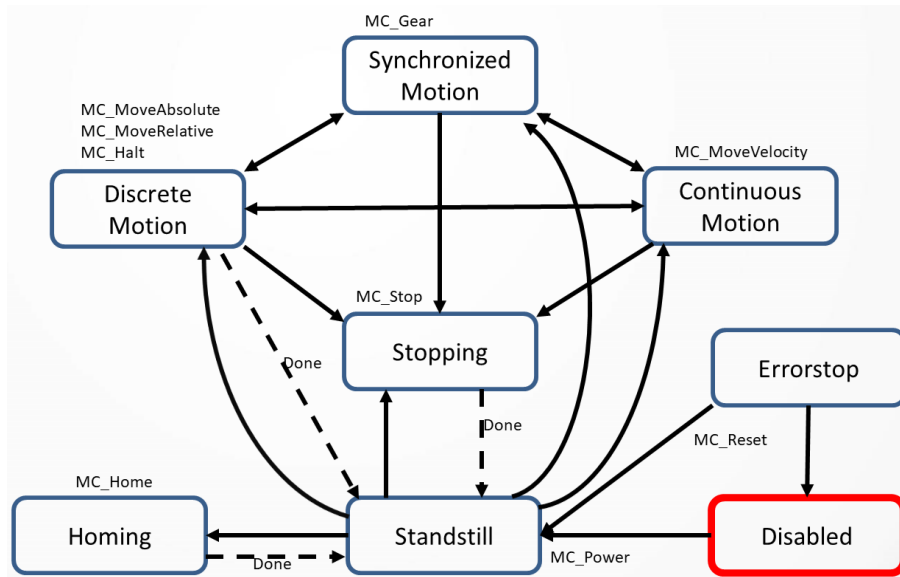 MC_Gear
Synchronized
Motion
MC_MoveAbsolute
MC_MoveRelative
MC_Halt
MC_MoveVelocity
Discrete
Motion
Continuous
Motion
MC_Stop
Stopping
Done
Errorstop
Done
MC_Reset
MC_Home
Homing
Done
Standstill
MC_Power
Disabled